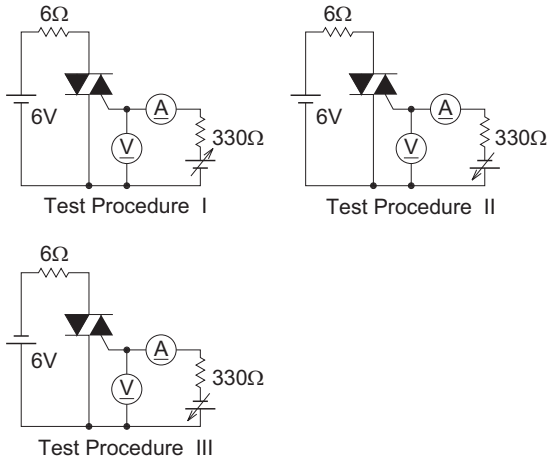 6Ω
6V
A
V
330Ω
Test Procedure I
6Ω
6V
A
V
330Ω
Test Procedure II
6Ω
6V
A
V
330Ω
Test Procedure III